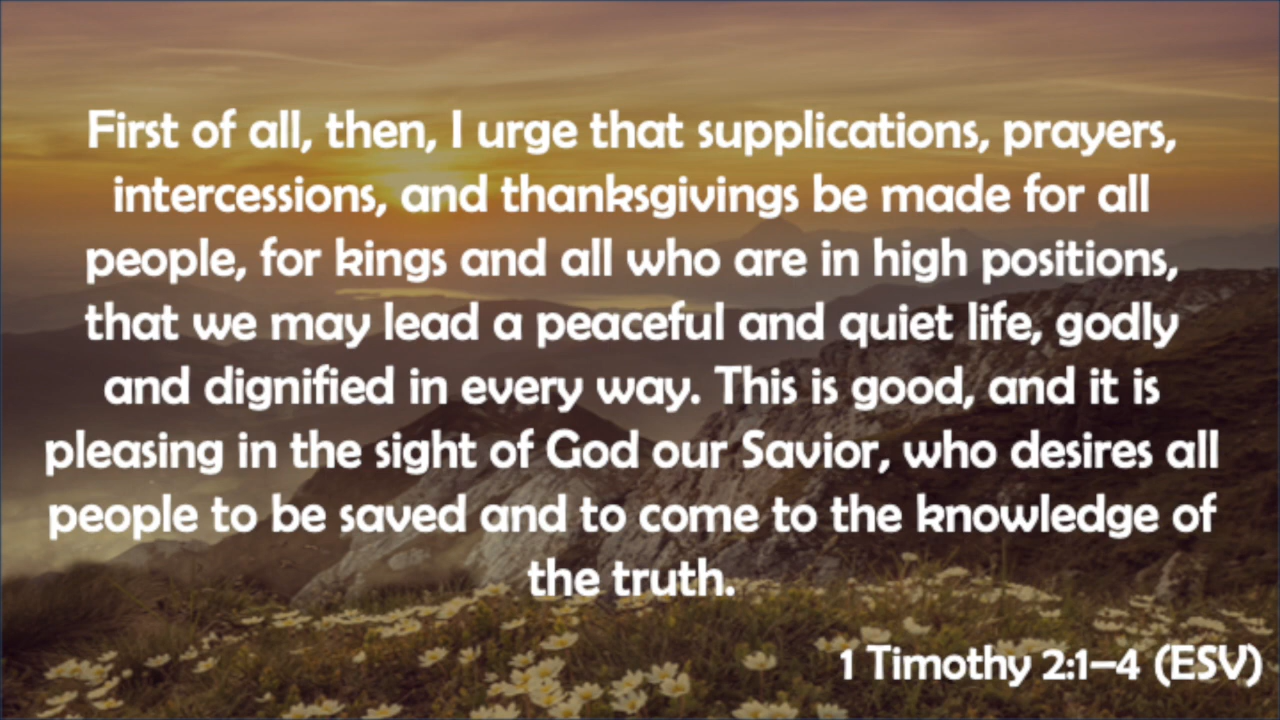 First of all, then, I urge that supplications, prayers,
intercessions, and thanksgivings be made for all
people, for kings and all who are in high positions,
that we may lead a peaceful and quiet life, godly
and dignified in every way. This is good, and it is
pleasing in the sight of God our Savior, who desires all
people to be saved and to come to the knowledge of
the truth.
1 Timothy 2:1–4 (ESV)